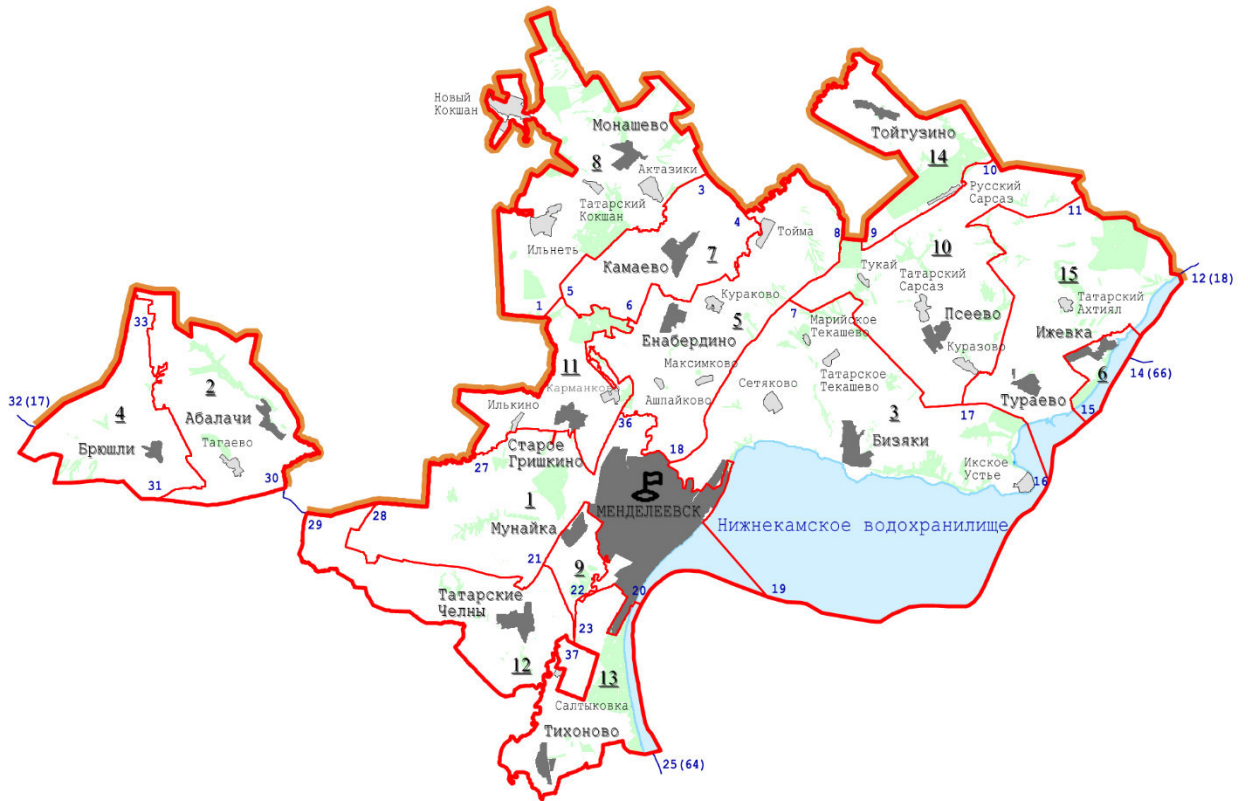 Новый
Кокшан
Монашево
8
Актазики
Татарский
Кокшан
Ильнеть
3
4
Тойма
Камаево
7
5
6
1
Тойгузино
14
10
Русский
Сарсаз
11
8
9
10
Тукай
Татарский
Сарсаз
15
12(18)
Татарский
Ахтиял
Псеево
Ижевка
Куразово
6
14(66)
Тураево
15
17
Кураково
5
7
Енабердино
Марийское
Текашево
Максимково
Татарское
Текашево
Сетяково
Ашпайково
3
Бизяки
Икское
Устье
16
11
Карманково
Илькино
36
Старое
Гришкино
18
27
33
2
32(17)
4
Абалачи
Брюшли
Тагаево
31
30
29
28
1
Мунайка
МЕНДЕЛЕЕВСК
Нижнекамское водохранилище
21
9
22
20
19
Татарские
Челны
23
37
12
13
Салтыковка
Тихоново
25(64)